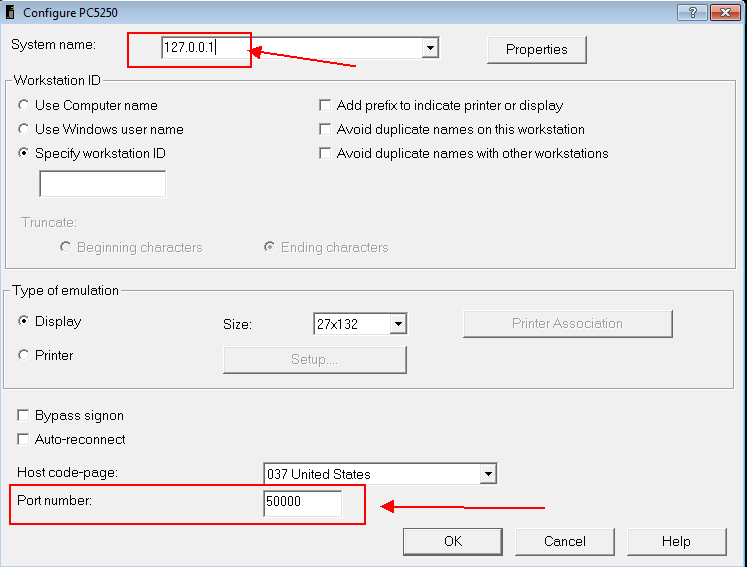 Configure PC5250
System name: 127.0.0.1 Properties
Workstation ID
Use Computer name Add prefix to indicate printer or display
Use Windows user name Avoid duplicate names on this workstation
Specify workstation ID Avoid duplicate names with other workstations
Truncate:
Beginning characters Ending characters
Type of emulation
Display Size: 27x132 Printer Association
Printer Setup....
Bypass signon
Auto-reconnect
Host code-page: 037 United States
Port number: 50000
OK Cancel Help